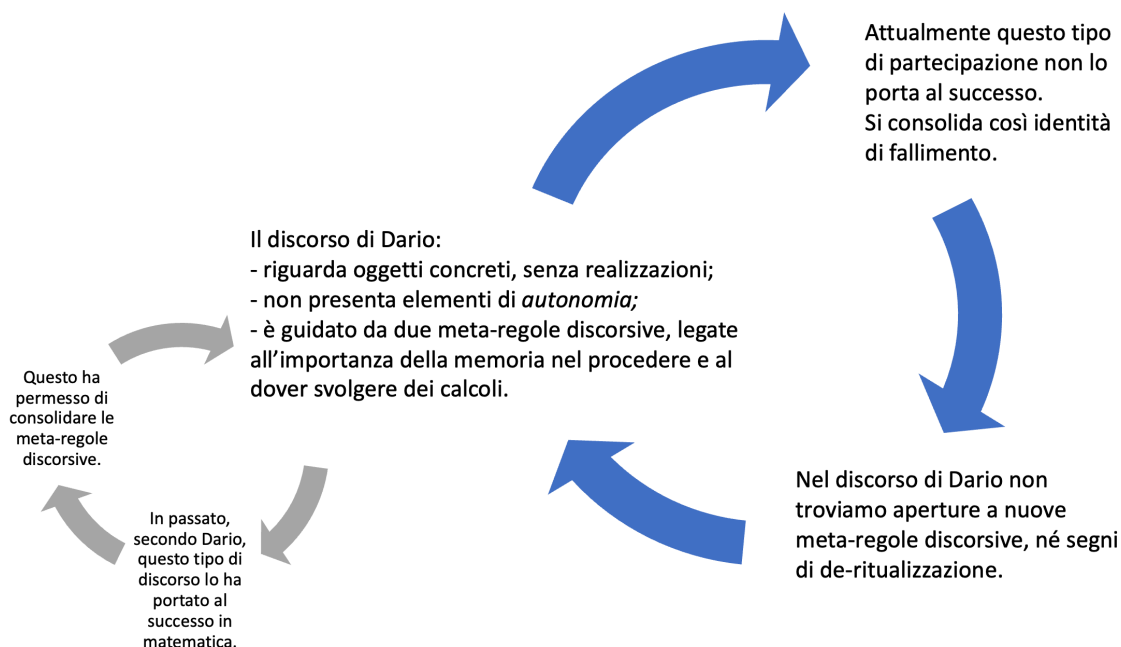 Attualmente questo tipo
di partecipazione non lo
porta al successo.
Si consolida così identità
di fallimento.
Il discorso di Dario:
- riguarda oggetti concreti, senza realizzazioni;
- non presenta elementi di autonomia;
- è guidato da due meta-regole discorsive, legate
all’importanza della memoria nel procedere e al
dover svolgere dei calcoli.
Questo ha
permesso di
consolidare le
meta-regole
discorsive.
In passato,
secondo Dario,
questo tipo di
discorso lo ha
portato al
successo in
matematica.
Nel discorso di Dario non
troviamo aperture a nuove
meta-regole discorsive, né segni
di de-ritualizzazione.